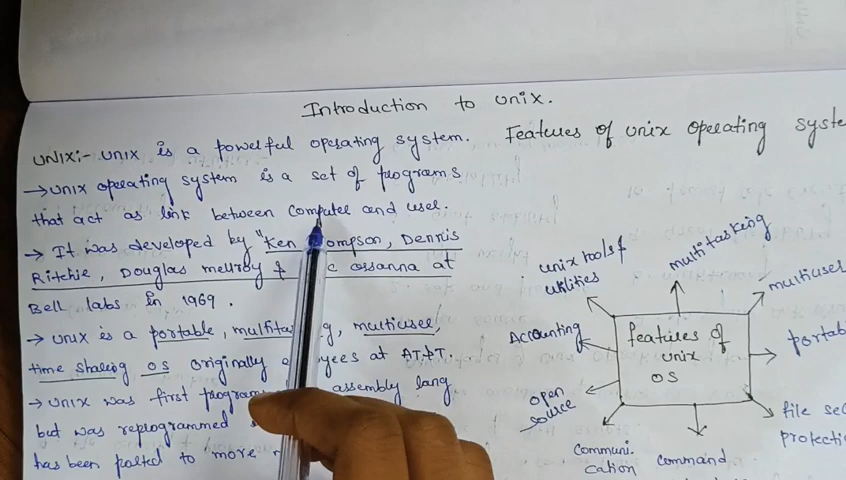 Introduction to unix.
UNIX:- unix is a powerful operating system.
→ unix operating system is a set of programs
that act as link between computer and user.
→ It was developed by "Ken ompson, Dennis
Ritchie, Douglas mellroy & c ossanna at
Bell labs in 1969.
→ unix is a portable, multitas g, multiuser,
time sharing OS originally e yees at AT&T.
→ unix was first program assembly lang
but was reprogrammed
has been ported to more
Features of unix operating syste
unix tools &
utilities
multitasking
multiuser
Accounting
features of
unix
OS
portab
open
source
file sec
protectio
communi.
cation
command